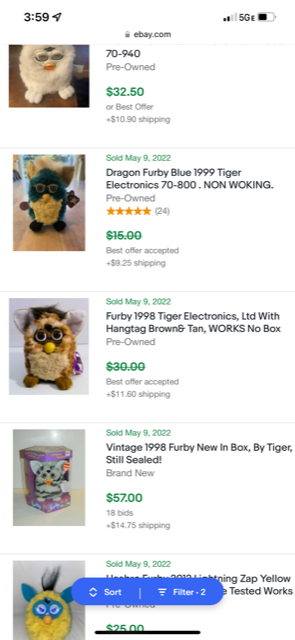 3:59
5GE
ebay.com
70-940
Pre-Owned
$32.50
or Best Offer
+$10.90 shipping
Sold May 9, 2022
Dragon Furby Blue 1999 Tiger
Electronics 70-800 . NON WOKING.
Pre-Owned
(24)
$15.00
Best offer accepted
+$9.25 shipping
Sold May 9, 2022
Furby 1998 Tiger Electronics, Ltd With
Hangtag Brown& Tan, WORKS No Box
Pre-Owned
$30.00
Best offer accepted
+$11.60 shipping
Sold May 9, 2022
Vintage 1998 Furby New In Box, By Tiger,
Still Sealed!
Brand New
$57.00
18 bids
+$14.75 shipping
Sold May 9, 2022
Hasbro Furby 2012 Lightning Zap Yellow
Tested Works
Sort
Filter - 2
Pre-Owned
$25.00